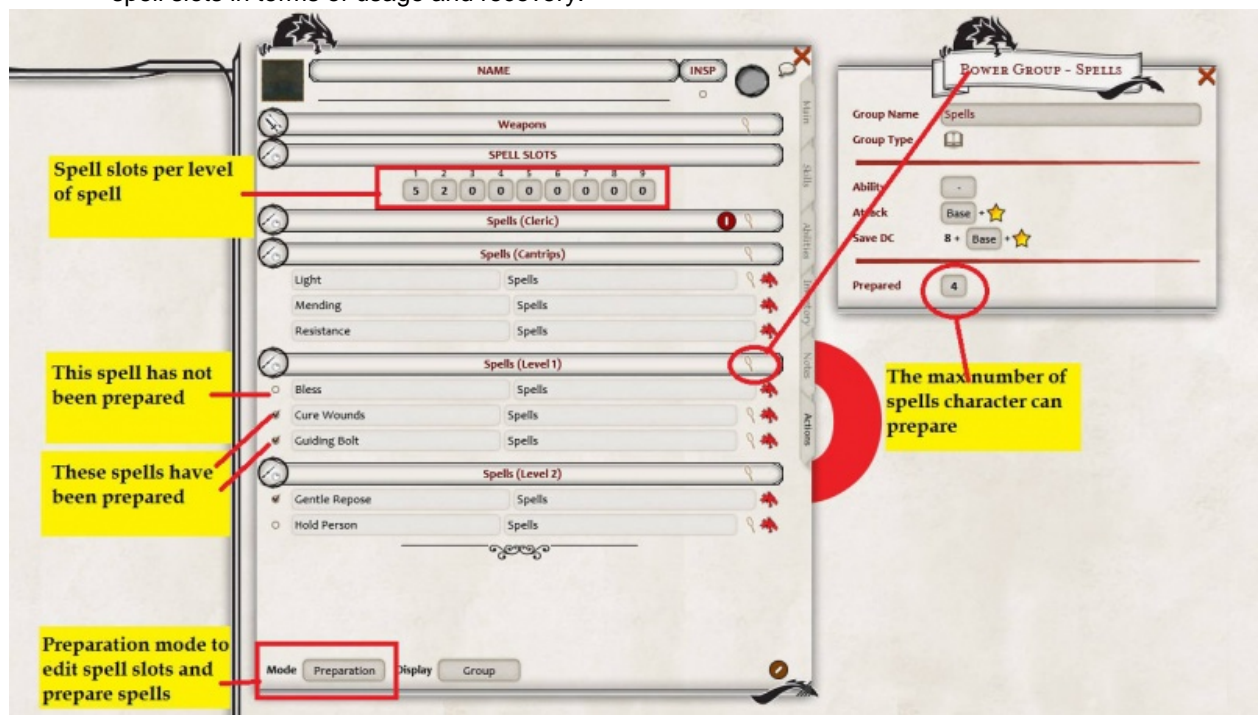 spell slots in terms of usage and recovery.
NAME
INSP
Weapons
SPELL SLOTS
1 2 3 4 5 6 7 8 9
5 2 0 0 0 0 0 0 0
Spells (Cleric)
Spells (Cantrips)
Light Spells
Mending Spells
Resistance Spells
Spells (Level 1)
Bless Spells
Cure Wounds Spells
Guiding Bolt Spells
Spells (Level 2)
Gentle Repose Spells
Hold Person Spells
Mode Preparation Display Group
Main
Skills
Abilities
Inventory
Notes
Actions
Spell slots per level
of spell
This spell has not
been prepared
These spells have
been prepared
Preparation mode to
edit spell slots and
prepare spells
Power Group - Spells
Group Name Spells
Group Type
Ability -
Attack Base +
Save DC 8 + Base +
Prepared 4
The max number of
spells character can
prepare